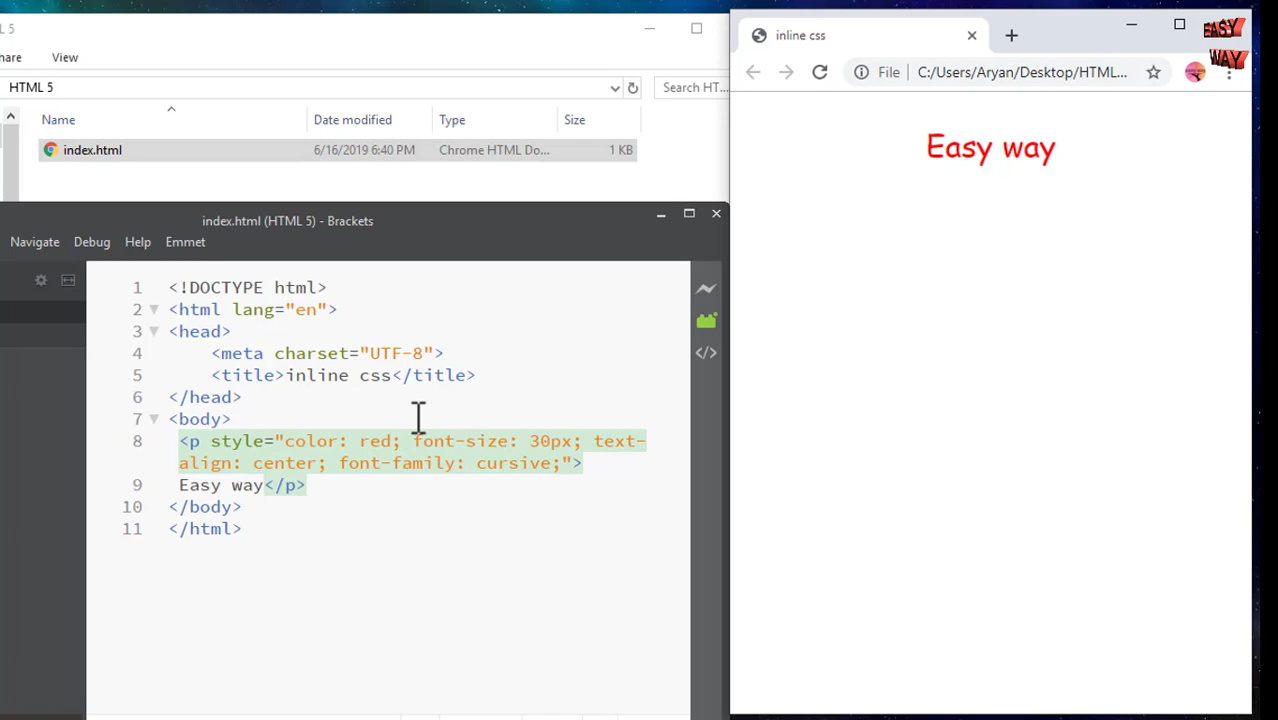 L 5
hare View
HTML 5
Search HT...
Name Date modified Type Size
index.html 6/16/2019 6:40 PM Chrome HTML Do... 1 KB
index.html (HTML 5) - Brackets
Navigate Debug Help Emmet
1 <!DOCTYPE html>
2 <html lang="en">
3 <head>
4 <meta charset="UTF-8">
5 <title>inline css</title>
6 </head>
7 <body>
8 <p style="color: red; font-size: 30px; text-
align: center; font-family: cursive;">
9 Easy way</p>
10 </body>
11 </html>
inline css
EASY
WAY
File C:/Users/Aryan/Desktop/HTML...
Easy way